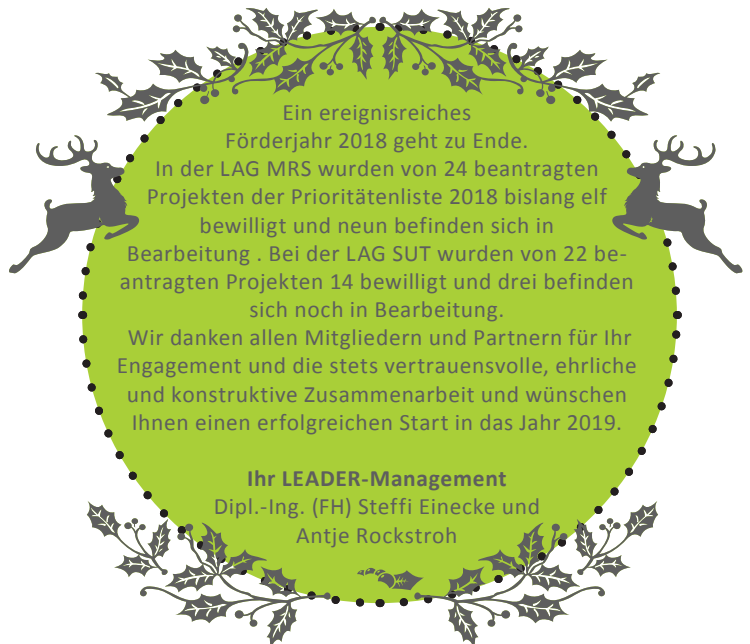 Ein ereignisreiches
Förderjahr 2018 geht zu Ende.
In der LAG MRS wurden von 24 beantragten
Projekten der Prioritätenliste 2018 bislang elf
bewilligt und neun befinden sich in
Bearbeitung . Bei der LAG SUT wurden von 22 be-
antragten Projekten 14 bewilligt und drei befinden
sich noch in Bearbeitung.
Wir danken allen Mitgliedern und Partnern für Ihr
Engagement und die stets vertrauensvolle, ehrliche
und konstruktive Zusammenarbeit und wünschen
Ihnen einen erfolgreichen Start in das Jahr 2019.
Ihr LEADER-Management
Dipl.-Ing. (FH) Steffi Einecke und
Antje Rockstroh